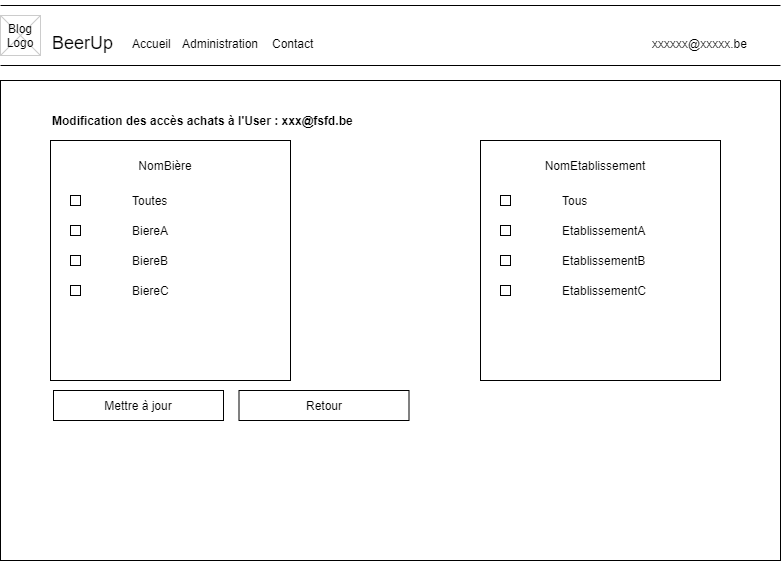 Blog
Logo
BeerUp Accueil Administration Contact xxxxxx@xxxxx.be
Modification des accès achats à l'User : xxx@fsfd.be
NomBière
Toutes
BiereA
BiereB
BiereC
NomEtablissement
Tous
EtablissementA
EtablissementB
EtablissementC
Mettre à jour Retour